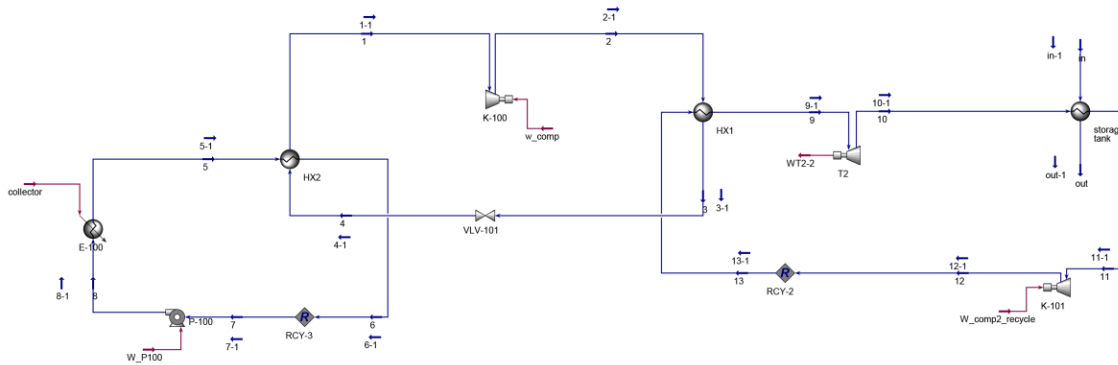 2-1
2
1-1
1
K-100
w_comp
in-1
in
9-1
9
HX1
10-1
10
storag
tank
WT2-2
T2
out-1
out
5-1
5
HX2
collector
E-100
4
4-1
VLV-101
3
3-1
8-1
8
P-100
W_P100
7
7-1
R
RCY-3
6
6-1
13-1
13
R
RCY-2
12-1
12
11-1
11
K-101
W_comp2_recycle